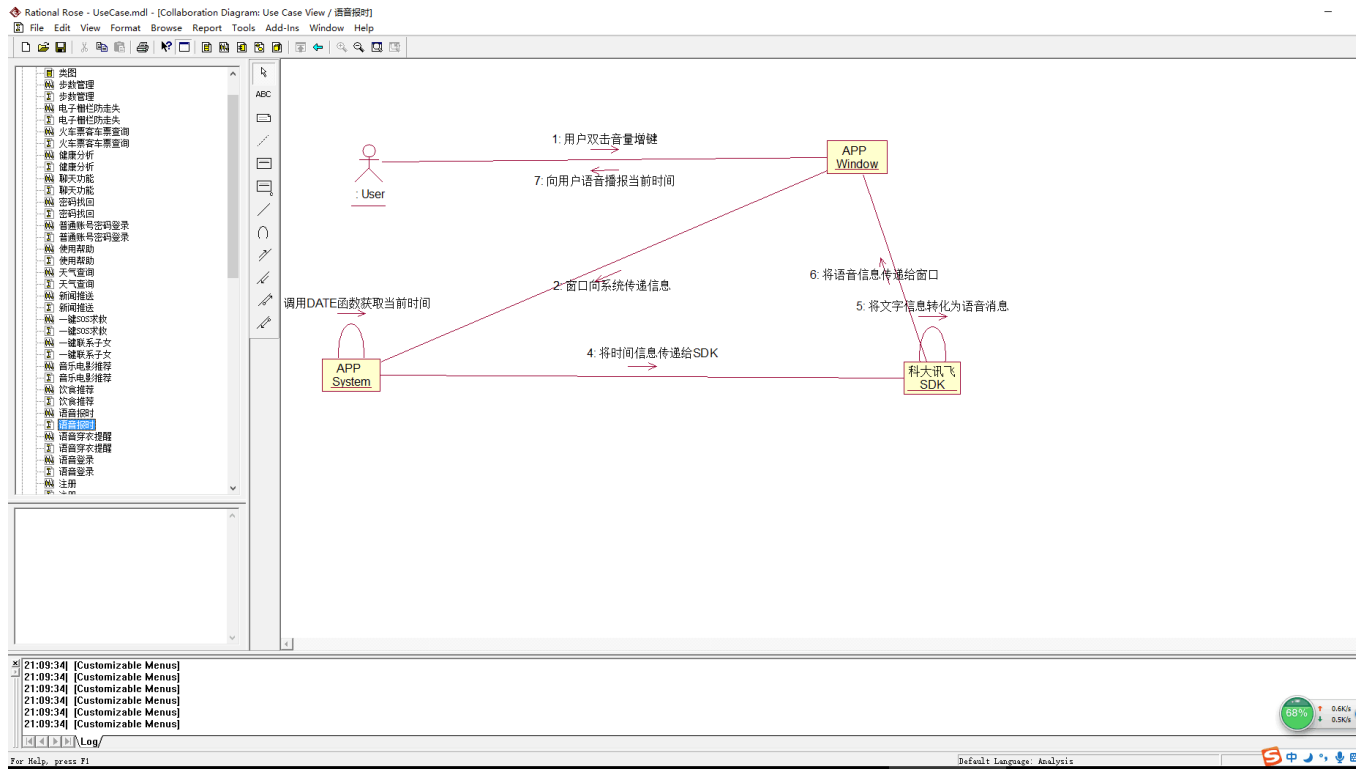 Rational Rose - UseCase.mdl - [Collaboration Diagram: Use Case View / 语音报时]
File Edit View Format Browse Report Tools Add-Ins Window Help
类图
步数管理
步数管理
电子栅栏防走失
电子栅栏防走失
火车票客车票查询
火车票客车票查询
健康分析
健康分析
聊天功能
聊天功能
密码找回
密码找回
普通账号密码登录
普通账号密码登录
使用帮助
使用帮助
天气查询
天气查询
新闻推送
新闻推送
一键SOS求救
一键SOS求救
一键联系子女
一键联系子女
音乐电影推荐
音乐电影推荐
饮食推荐
饮食推荐
语音报时
语音报时
语音穿衣提醒
语音穿衣提醒
语音登录
语音登录
注册
ABC
1: 用户双击音量增键
7: 向用户语音播报当前时间
: User
APP
Window
2: 窗口向系统传递信息
6: 将语音信息传递给窗口
5: 将文字信息转化为语音消息
调用DATE函数获取当前时间
4: 将时间信息传递给SDK
APP
System
科大讯飞
SDK
21:09:34| [Customizable Menus]
21:09:34| [Customizable Menus]
21:09:34| [Customizable Menus]
21:09:34| [Customizable Menus]
21:09:34| [Customizable Menus]
21:09:34| [Customizable Menus]
Log
68%
0.6K/s
0.5K/s
For Help, press F1
Default Language: Analysis
中